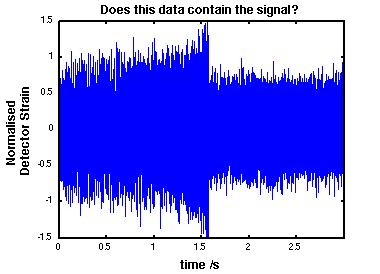 Does this data contain the signal?
1.5
1
0.5
0
-0.5
-1
-1.5
Normalised
Detector Strain
0 0.5 1 1.5 2 2.5
time /s